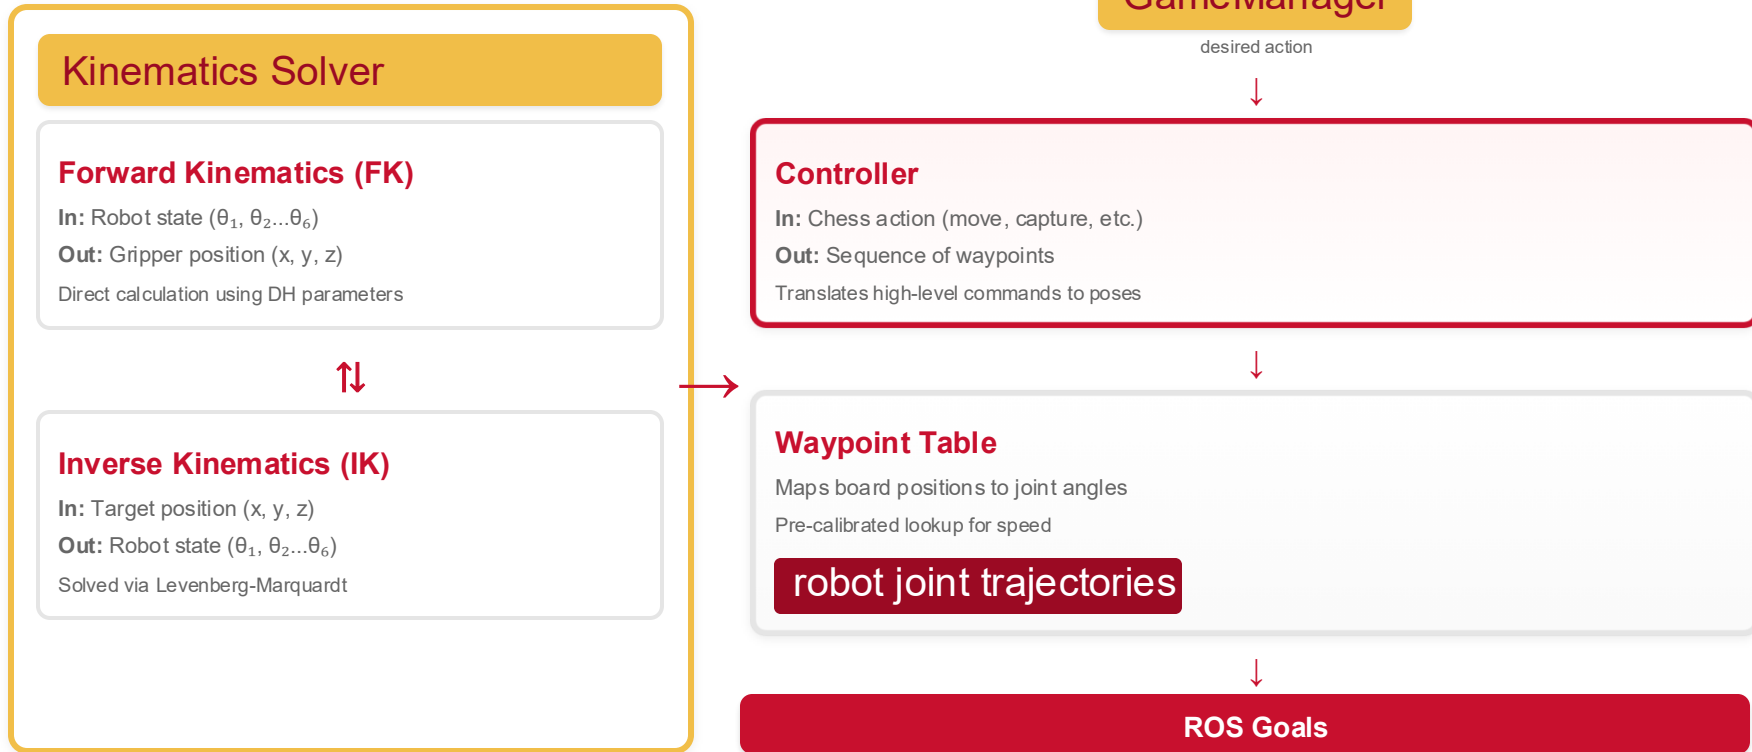 Kinematics Solver
Forward Kinematics (FK)
In: Robot state (θ₁, θ₂...θ₆)
Out: Gripper position (x, y, z)
Direct calculation using DH parameters
⇅
Inverse Kinematics (IK)
In: Target position (x, y, z)
Out: Robot state (θ₁, θ₂...θ₆)
Solved via Levenberg-Marquardt
→
GameManager
desired action
↓
Controller
In: Chess action (move, capture, etc.)
Out: Sequence of waypoints
Translates high-level commands to poses
↓
Waypoint Table
Maps board positions to joint angles
Pre-calibrated lookup for speed
robot joint trajectories
↓
ROS Goals